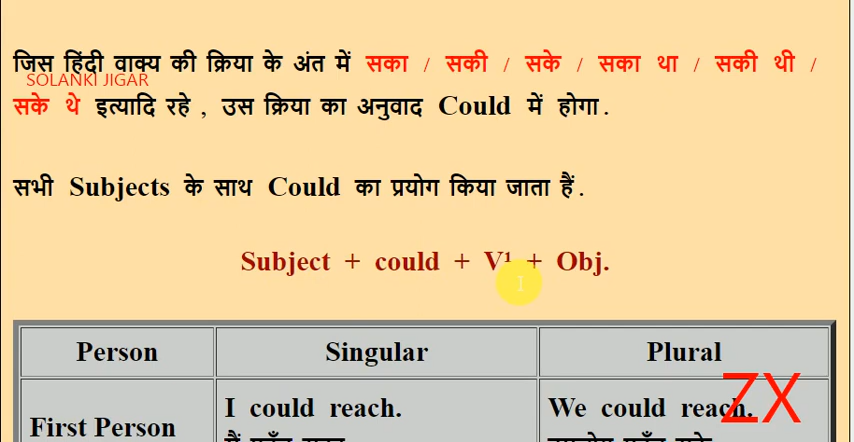 जिस हिंदी वाक्य की क्रिया के अंत में सका / सकी / सके / सका था / सकी थी /
SOLANKI JIGAR
सके थे इत्यादि रहे , उस क्रिया का अनुवाद Could में होगा .
सभी Subjects के साथ Could का प्रयोग किया जाता हैं .
Subject + could + V¹ + Obj.
Person Singular Plural
I could reach. We could reach.
ZX
First Person